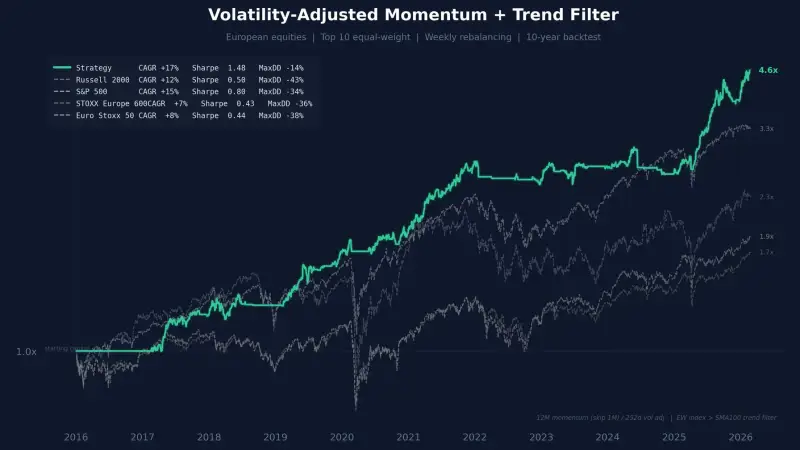 Volatility-Adjusted Momentum + Trend Filter
European equities | Top 10 equal-weight | Weekly rebalancing | 10-year backtest
Strategy CAGR +17% Sharpe 1.48 MaxDD -14%
Russell 2000 CAGR +12% Sharpe 0.50 MaxDD -43%
S&P 500 CAGR +15% Sharpe 0.80 MaxDD -34%
STOXX Europe 600CAGR +7% Sharpe 0.43 MaxDD -36%
Euro Stoxx 50 CAGR +8% Sharpe 0.44 MaxDD -38%
4.6x
3.3x
2.3x
1.9x
1.7x
1.0x
12M momentum (skip 1M) / 252d vol adj | EW index > SMA100 trend filter
2016 2017 2018 2019 2020 2021 2022 2023 2024 2025 2026